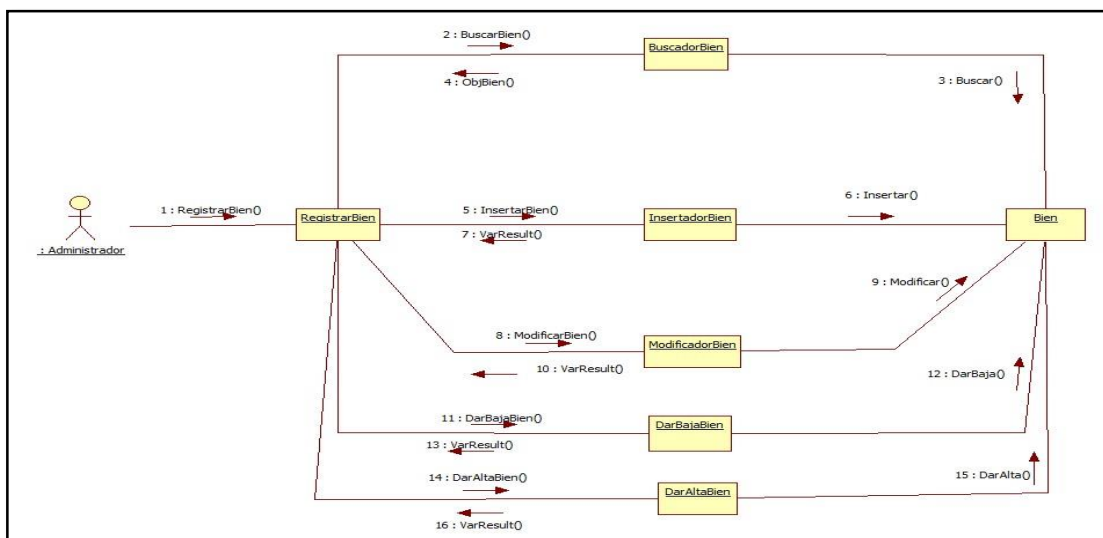 2 : BuscarBien()
BuscadorBien
4 : ObjBien()
3 : Buscar()
1 : RegistrarBien()
RegistrarBien
5 : InsertarBien()
InsertadorBien
6 : Insertar()
Bien
7 : VarResult()
: Administrador
9 : Modificar()
8 : ModificarBien()
ModificadorBien
10 : VarResult()
12 : DarBaja()
11 : DarBajaBien()
DarBajaBien
13 : VarResult()
14 : DarAltaBien()
DarAltaBien
15 : DarAlta()
16 : VarResult()